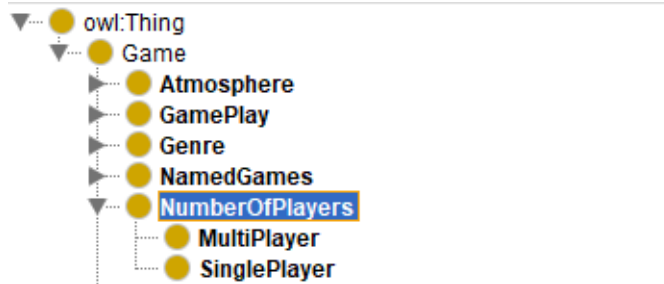 owl:Thing
Game
Atmosphere
GamePlay
Genre
NamedGames
NumberOfPlayers
MultiPlayer
SinglePlayer